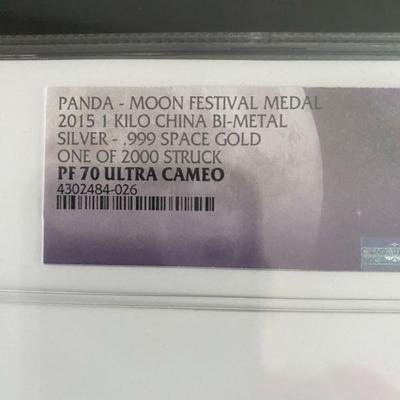 PANDA - MOON FESTIVAL MEDAL
2015 1 KILO CHINA BI-METAL
SILVER - .999 SPACE GOLD
ONE OF 2000 STRUCK
PF 70 ULTRA CAMEO
4302484-026